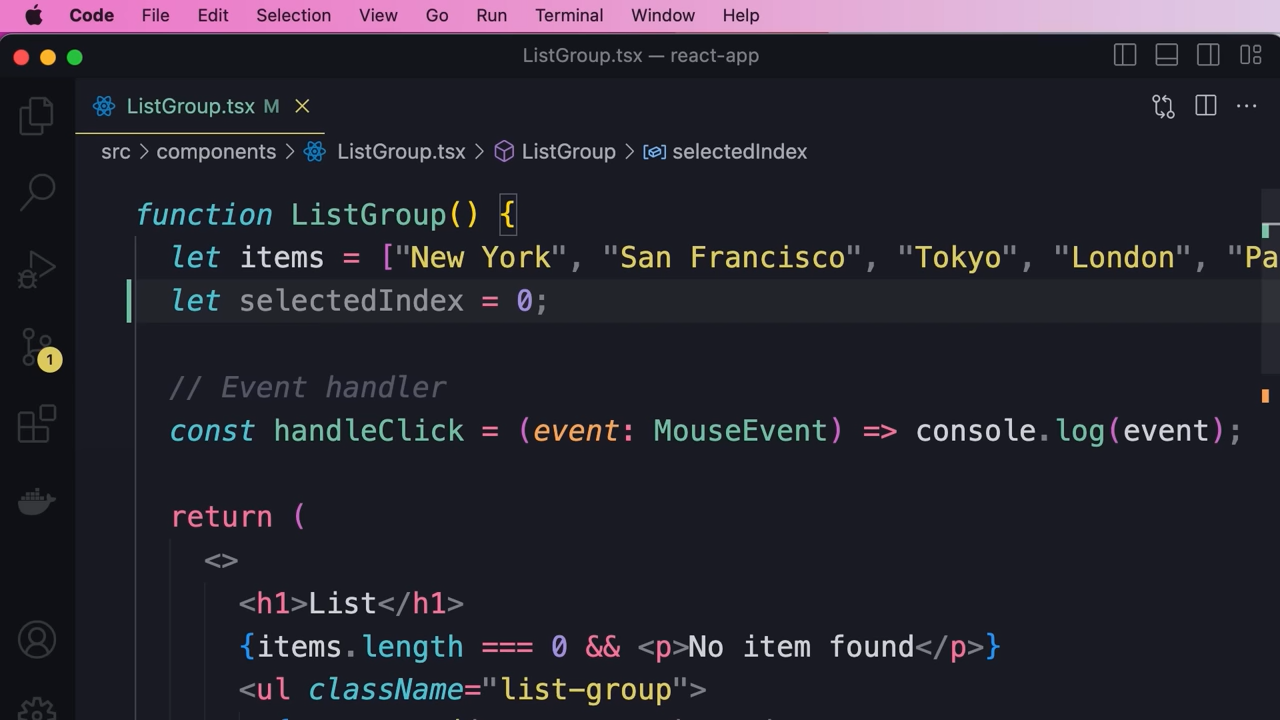 Code File Edit Selection View Go Run Terminal Window Help
ListGroup.tsx — react-app
ListGroup.tsx M
src > components > ListGroup.tsx > ListGroup > selectedIndex
function ListGroup() {
let items = ["New York", "San Francisco", "Tokyo", "London", "Pa
let selectedIndex = 0;
1
// Event handler
const handleClick = (event: MouseEvent) => console.log(event);
return (
<>
<h1>List</h1>
{items.length === 0 && <p>No item found</p>}
<ul className="list-group">